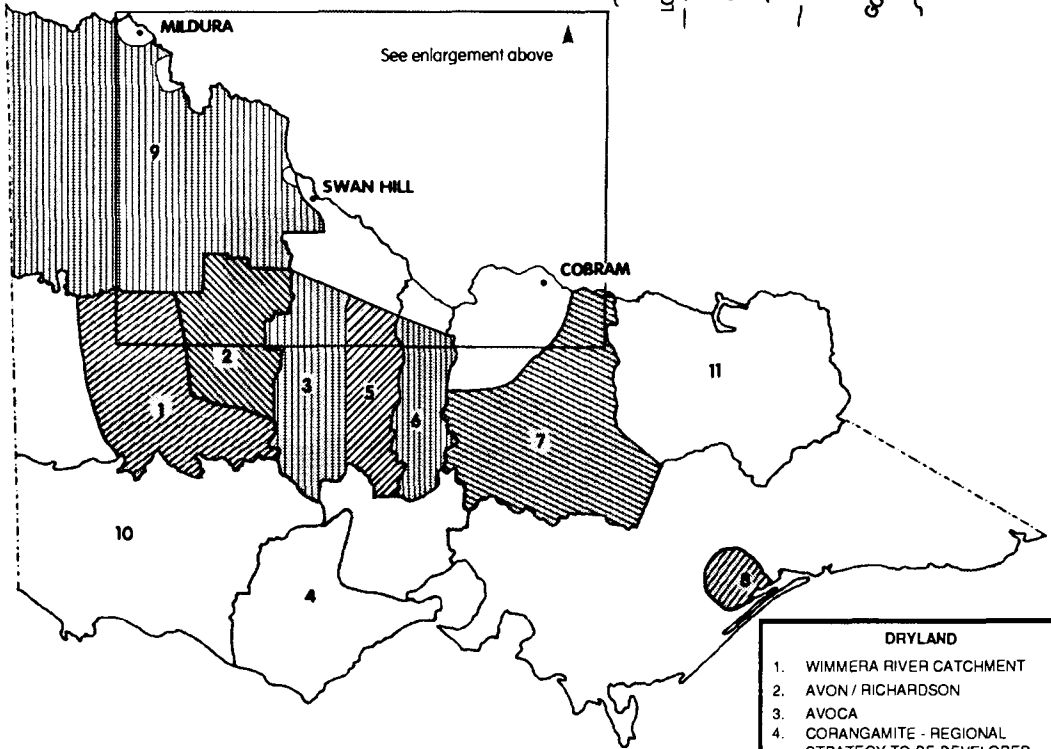 MILDURA
See enlargement above
9
SWAN HILL
COBRAM
2
11
3
5
1
6
7
10
8
4
DRYLAND
1. WIMMERA RIVER CATCHMENT
2. AVON / RICHARDSON
3. AVOCA
4. CORANGAMITE - REGIONAL